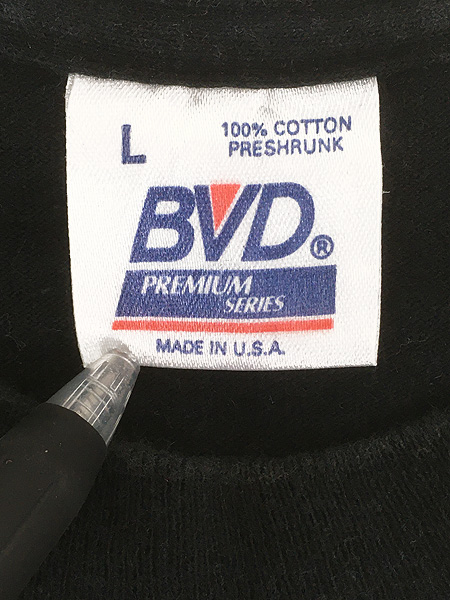 L
100% COTTON
PRESHRUNK
BVD®
PREMIUM
SERIES
MADE IN U.S.A.